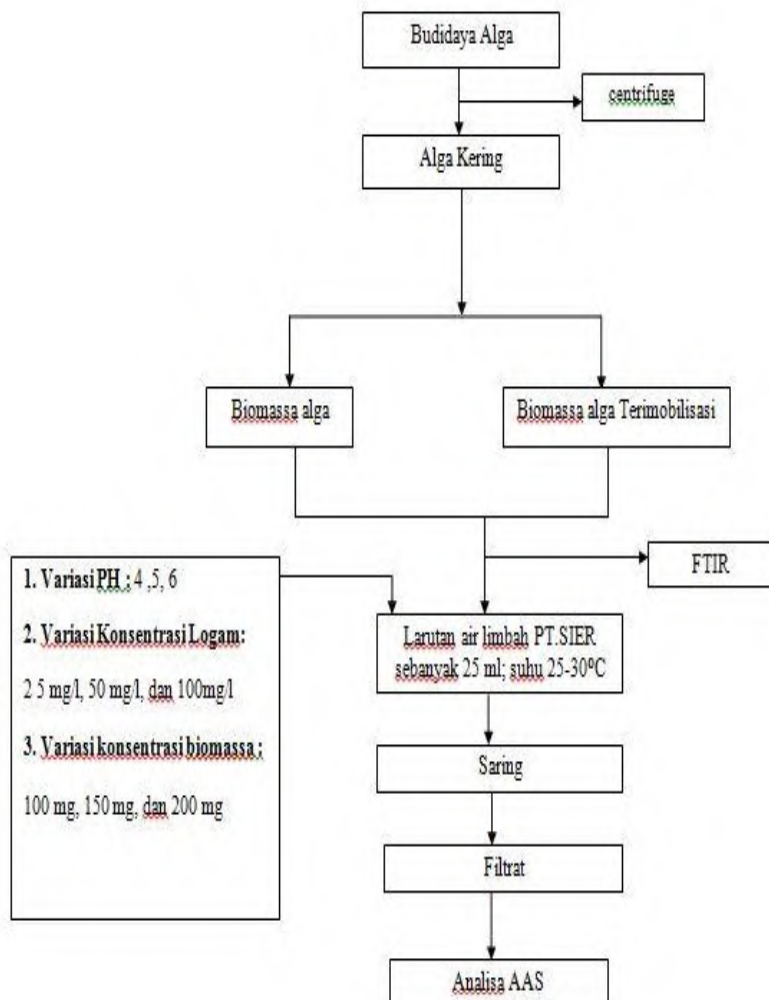 Budidaya Alga
centrifuge
Alga Kering
Biomassa alga
Biomassa alga Terimobilisasi
FTIR
1. Variasi PH : 4 ,5, 6
2. Variasi Konsentrasi Logam:
2 5 mg/l, 50 mg/l, dan 100mg/l
3. Variasi konsentrasi biomassa :
100 mg, 150 mg, dan 200 mg
Larutan air limbah PT.SIER
sebanyak 25 ml; suhu 25-30⁰C
Saring
Filtrat
Analisa AAS